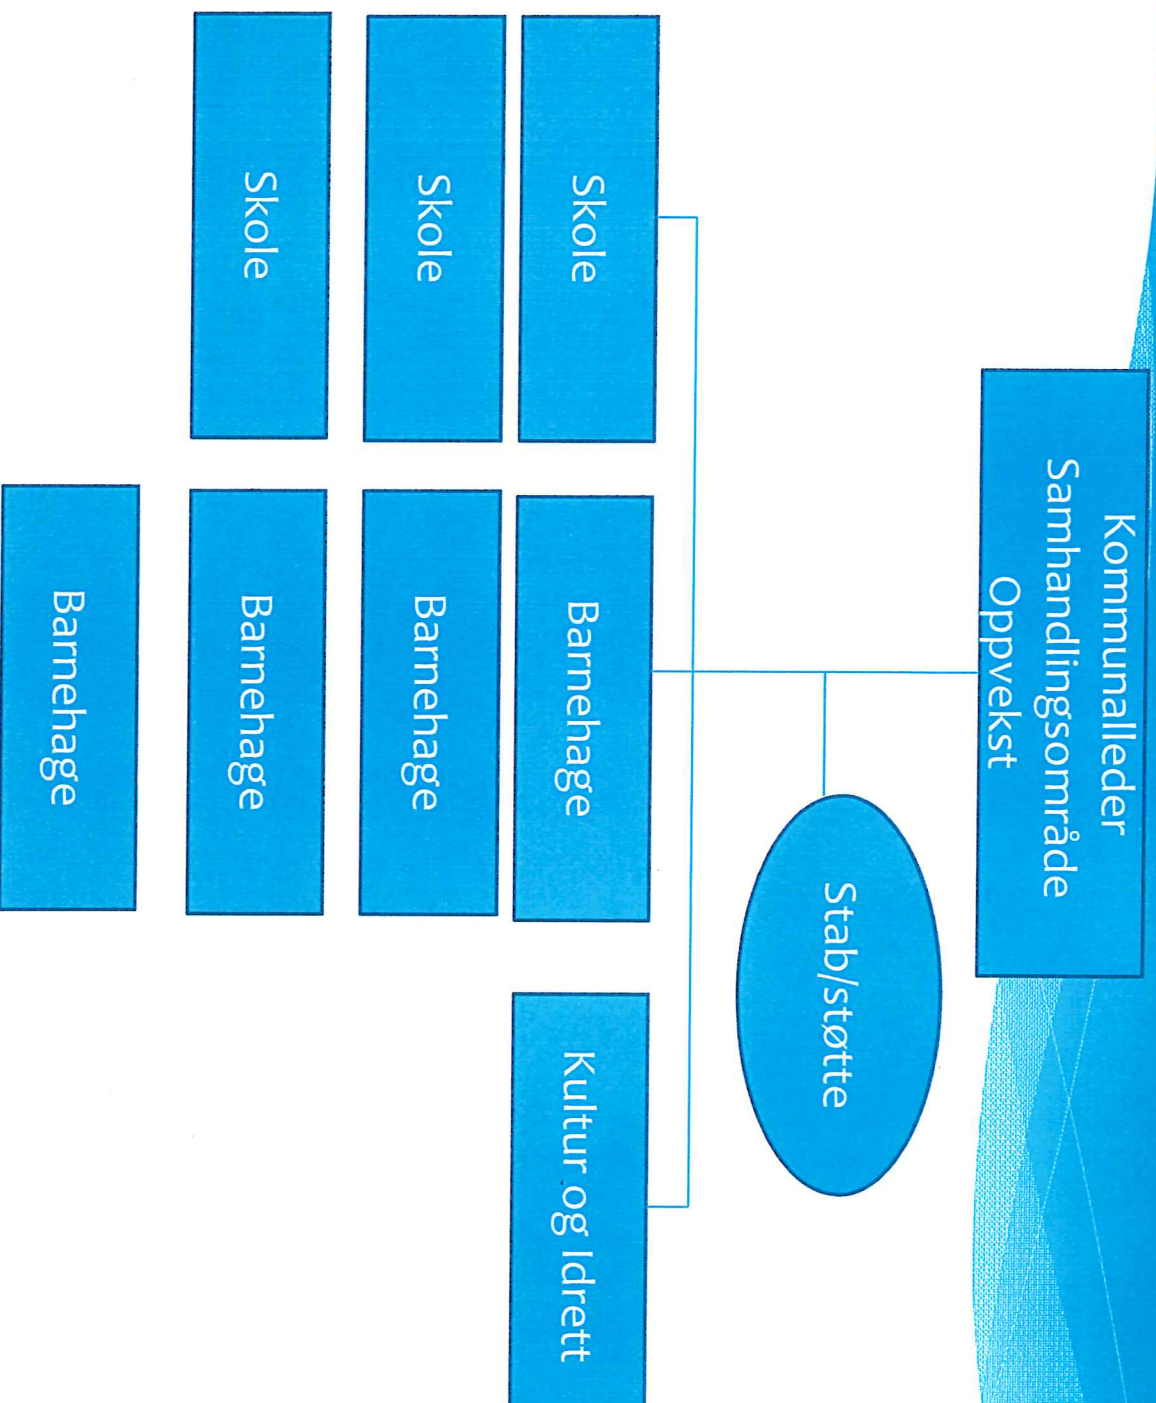 Kommunalleder
Samhandlingsområde
Oppvekst
Stab/støtte
Skole
Barnehage
Kultur og Idrett
Skole
Barnehage
Skole
Barnehage
Barnehage